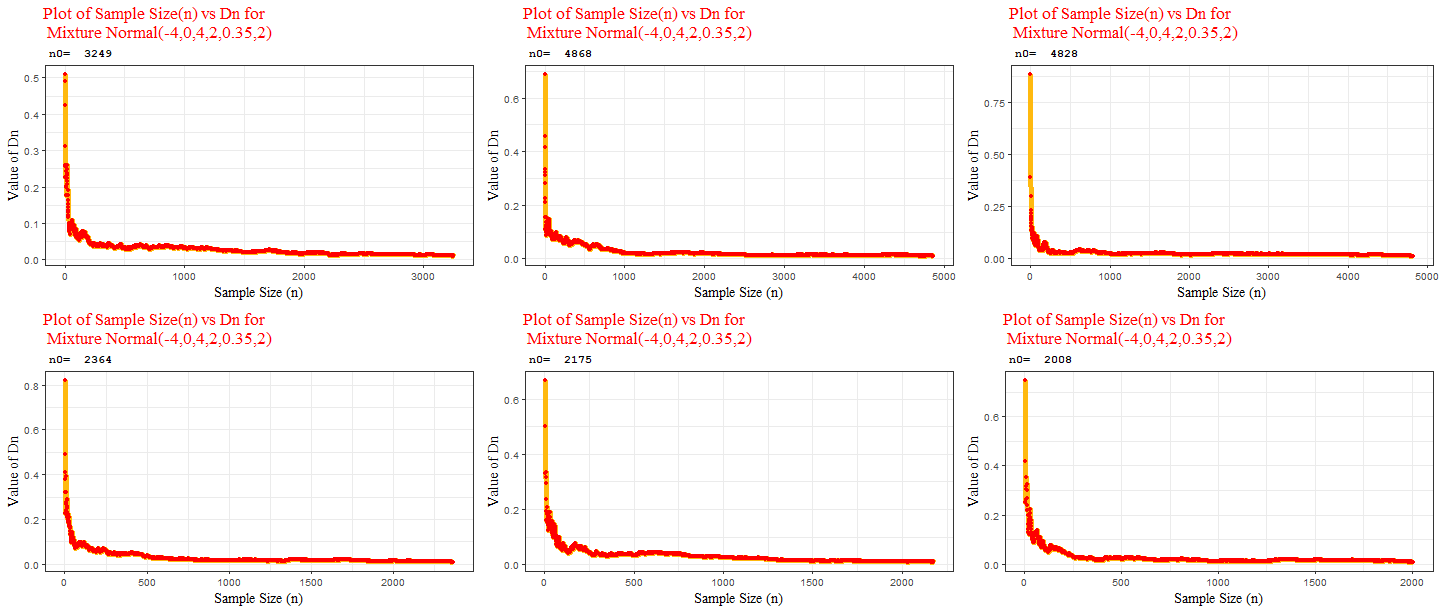 Plot of Sample Size(n) vs Dn for
Mixture Normal(-4,0,4,2,0.35,2)
n0= 3249
Value of Dn
0.5
0.4
0.3
0.2
0.1
0.0
0 1000 2000 3000
Sample Size (n)
Plot of Sample Size(n) vs Dn for
Mixture Normal(-4,0,4,2,0.35,2)
n0= 4868
Value of Dn
0.6
0.4
0.2
0.0
0 1000 2000 3000 4000 5000
Sample Size (n)
Plot of Sample Size(n) vs Dn for
Mixture Normal(-4,0,4,2,0.35,2)
n0= 4828
Value of Dn
0.75
0.50
0.25
0.00
0 1000 2000 3000 4000 5000
Sample Size (n)
Plot of Sample Size(n) vs Dn for
Mixture Normal(-4,0,4,2,0.35,2)
n0= 2364
Value of Dn
0.8
0.6
0.4
0.2
0.0
0 500 1000 1500 2000
Sample Size (n)
Plot of Sample Size(n) vs Dn for
Mixture Normal(-4,0,4,2,0.35,2)
n0= 2175
Value of Dn
0.6
0.4
0.2
0.0
0 500 1000 1500 2000
Sample Size (n)
Plot of Sample Size(n) vs Dn for
Mixture Normal(-4,0,4,2,0.35,2)
n0= 2008
Value of Dn
0.6
0.4
0.2
0.0
0 500 1000 1500 2000
Sample Size (n)